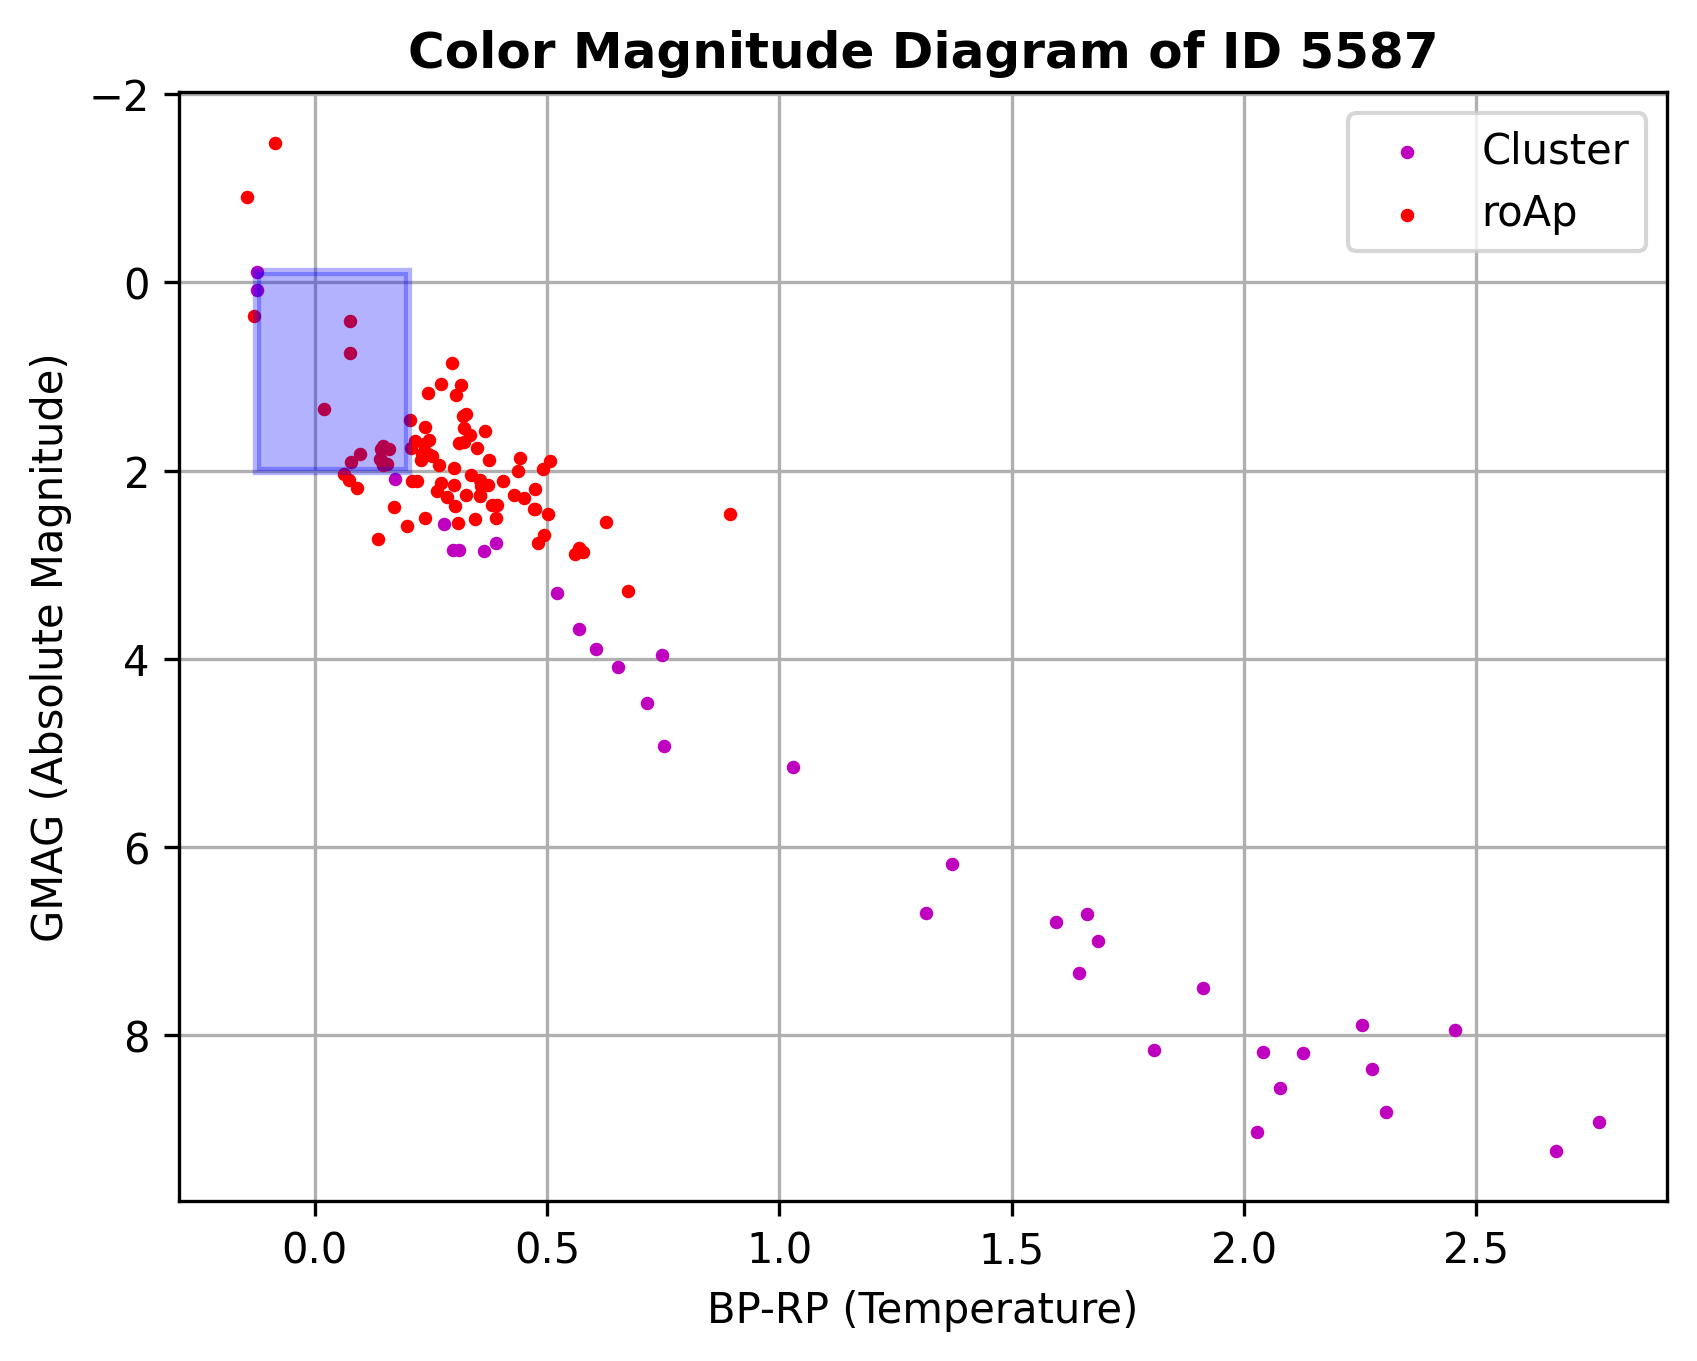 Color Magnitude Diagram of ID 5587
Cluster
roAp
GMAG (Absolute Magnitude)
−2
0
2
4
6
8
0.0 0.5 1.0 1.5 2.0 2.5
BP-RP (Temperature)